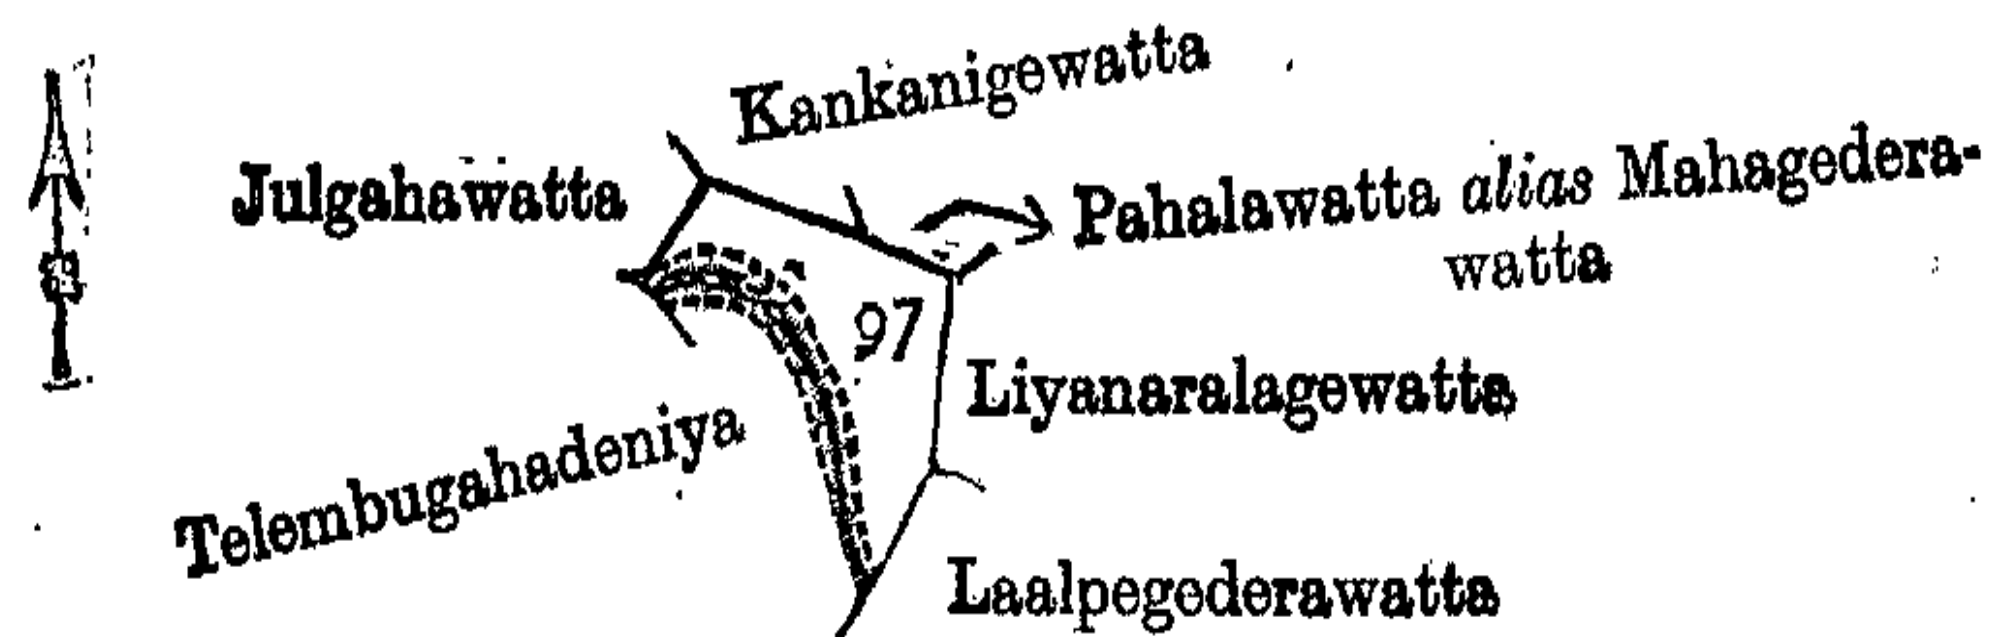 Kankanigewatta
Julgahawatta
Pahalawatta alias Mahagedera-
watta
97
Liyanaralagewatta
Telembugahadeniya
Laalpegederawatta